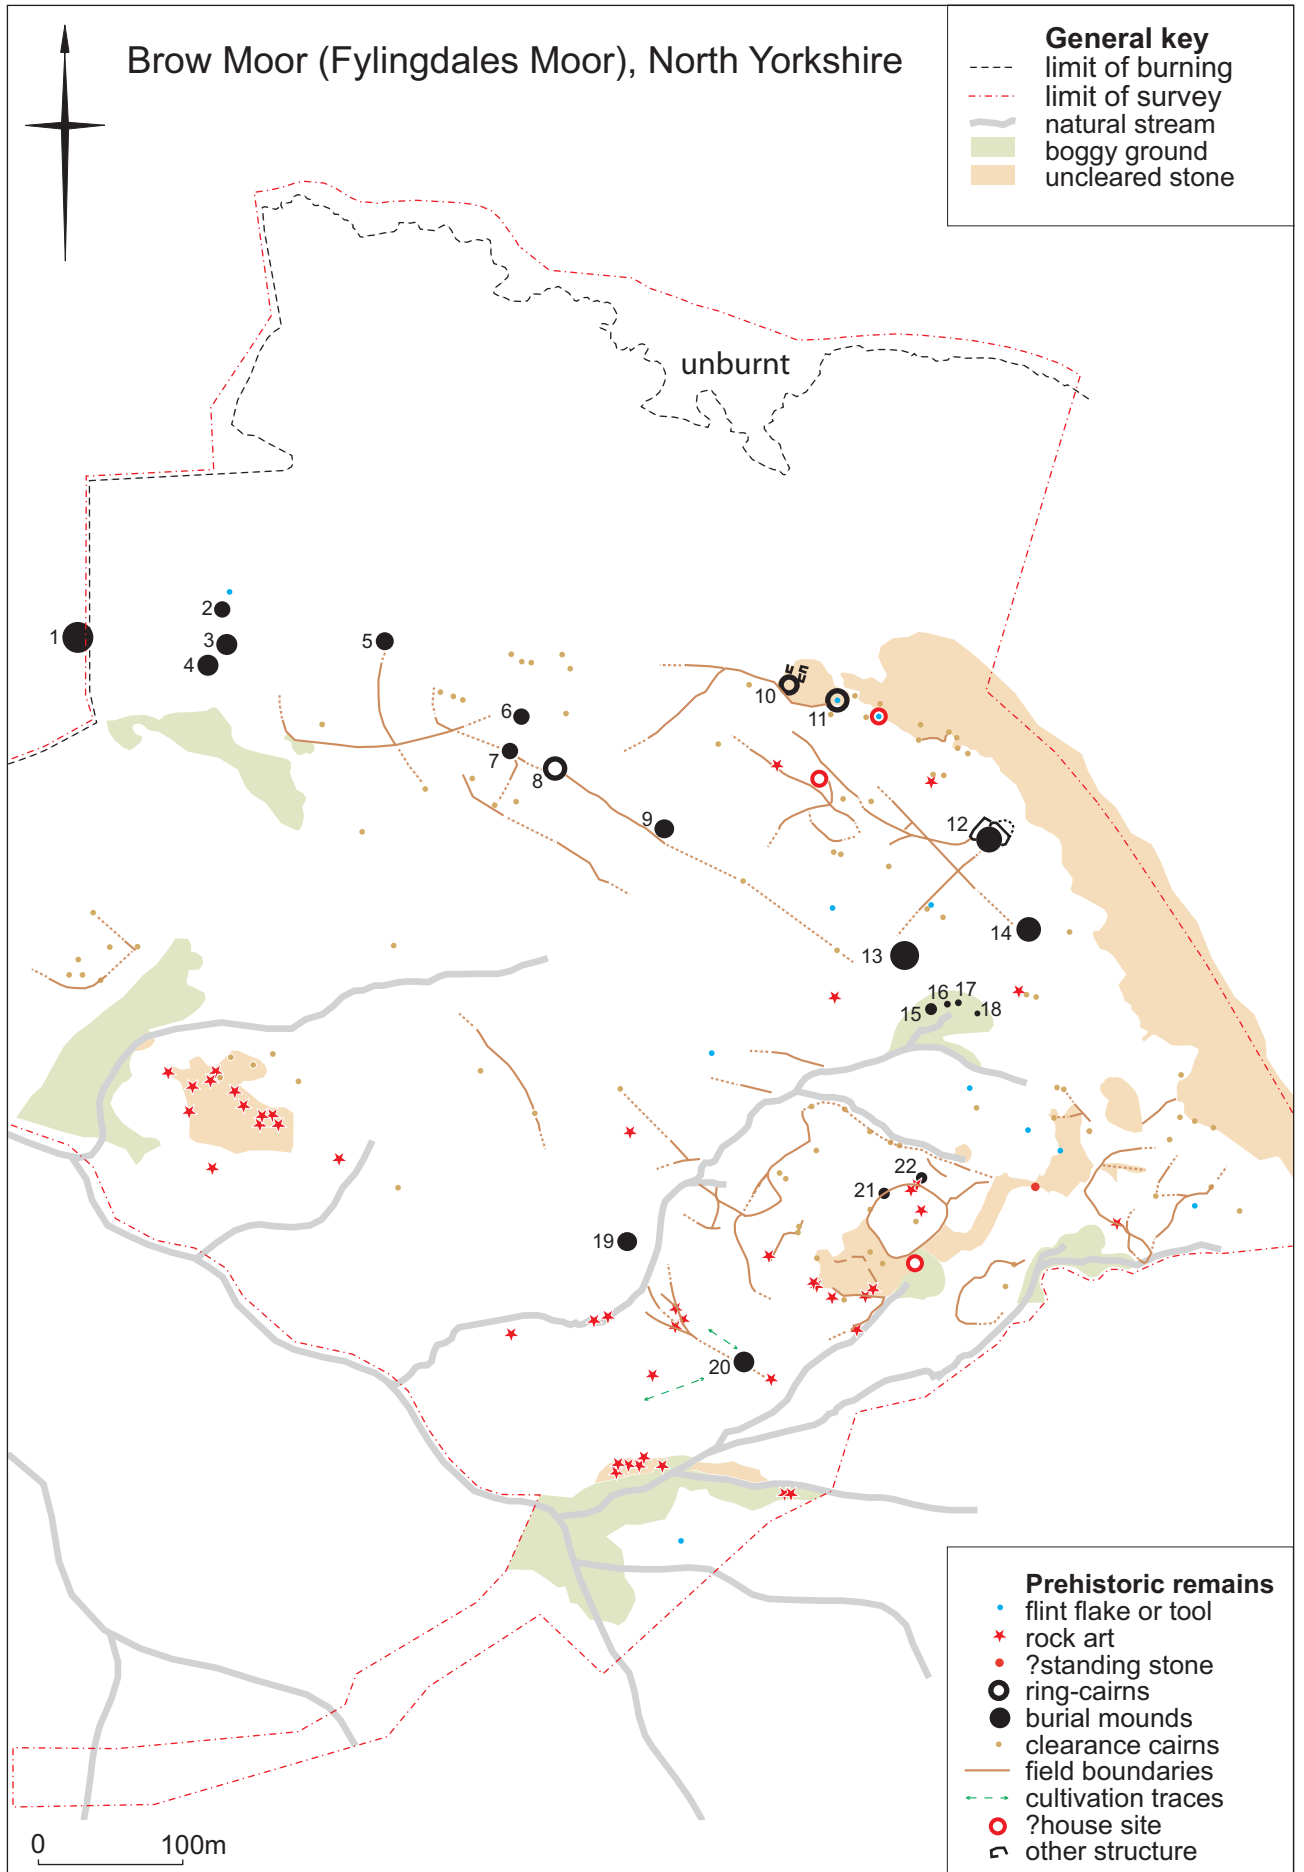 Brow Moor (Fylingdales Moor), North Yorkshire
General key
limit of burning
limit of survey
natural stream
boggy ground
uncleared stone
unburnt
1
2
3
4
5
6
7
8
9
10
11
12
13
14
15
16
17
18
19
20
21
22
Prehistoric remains
flint flake or tool
rock art
?standing stone
ring-cairns
burial mounds
clearance cairns
field boundaries
cultivation traces
?house site
other structure
0 100m